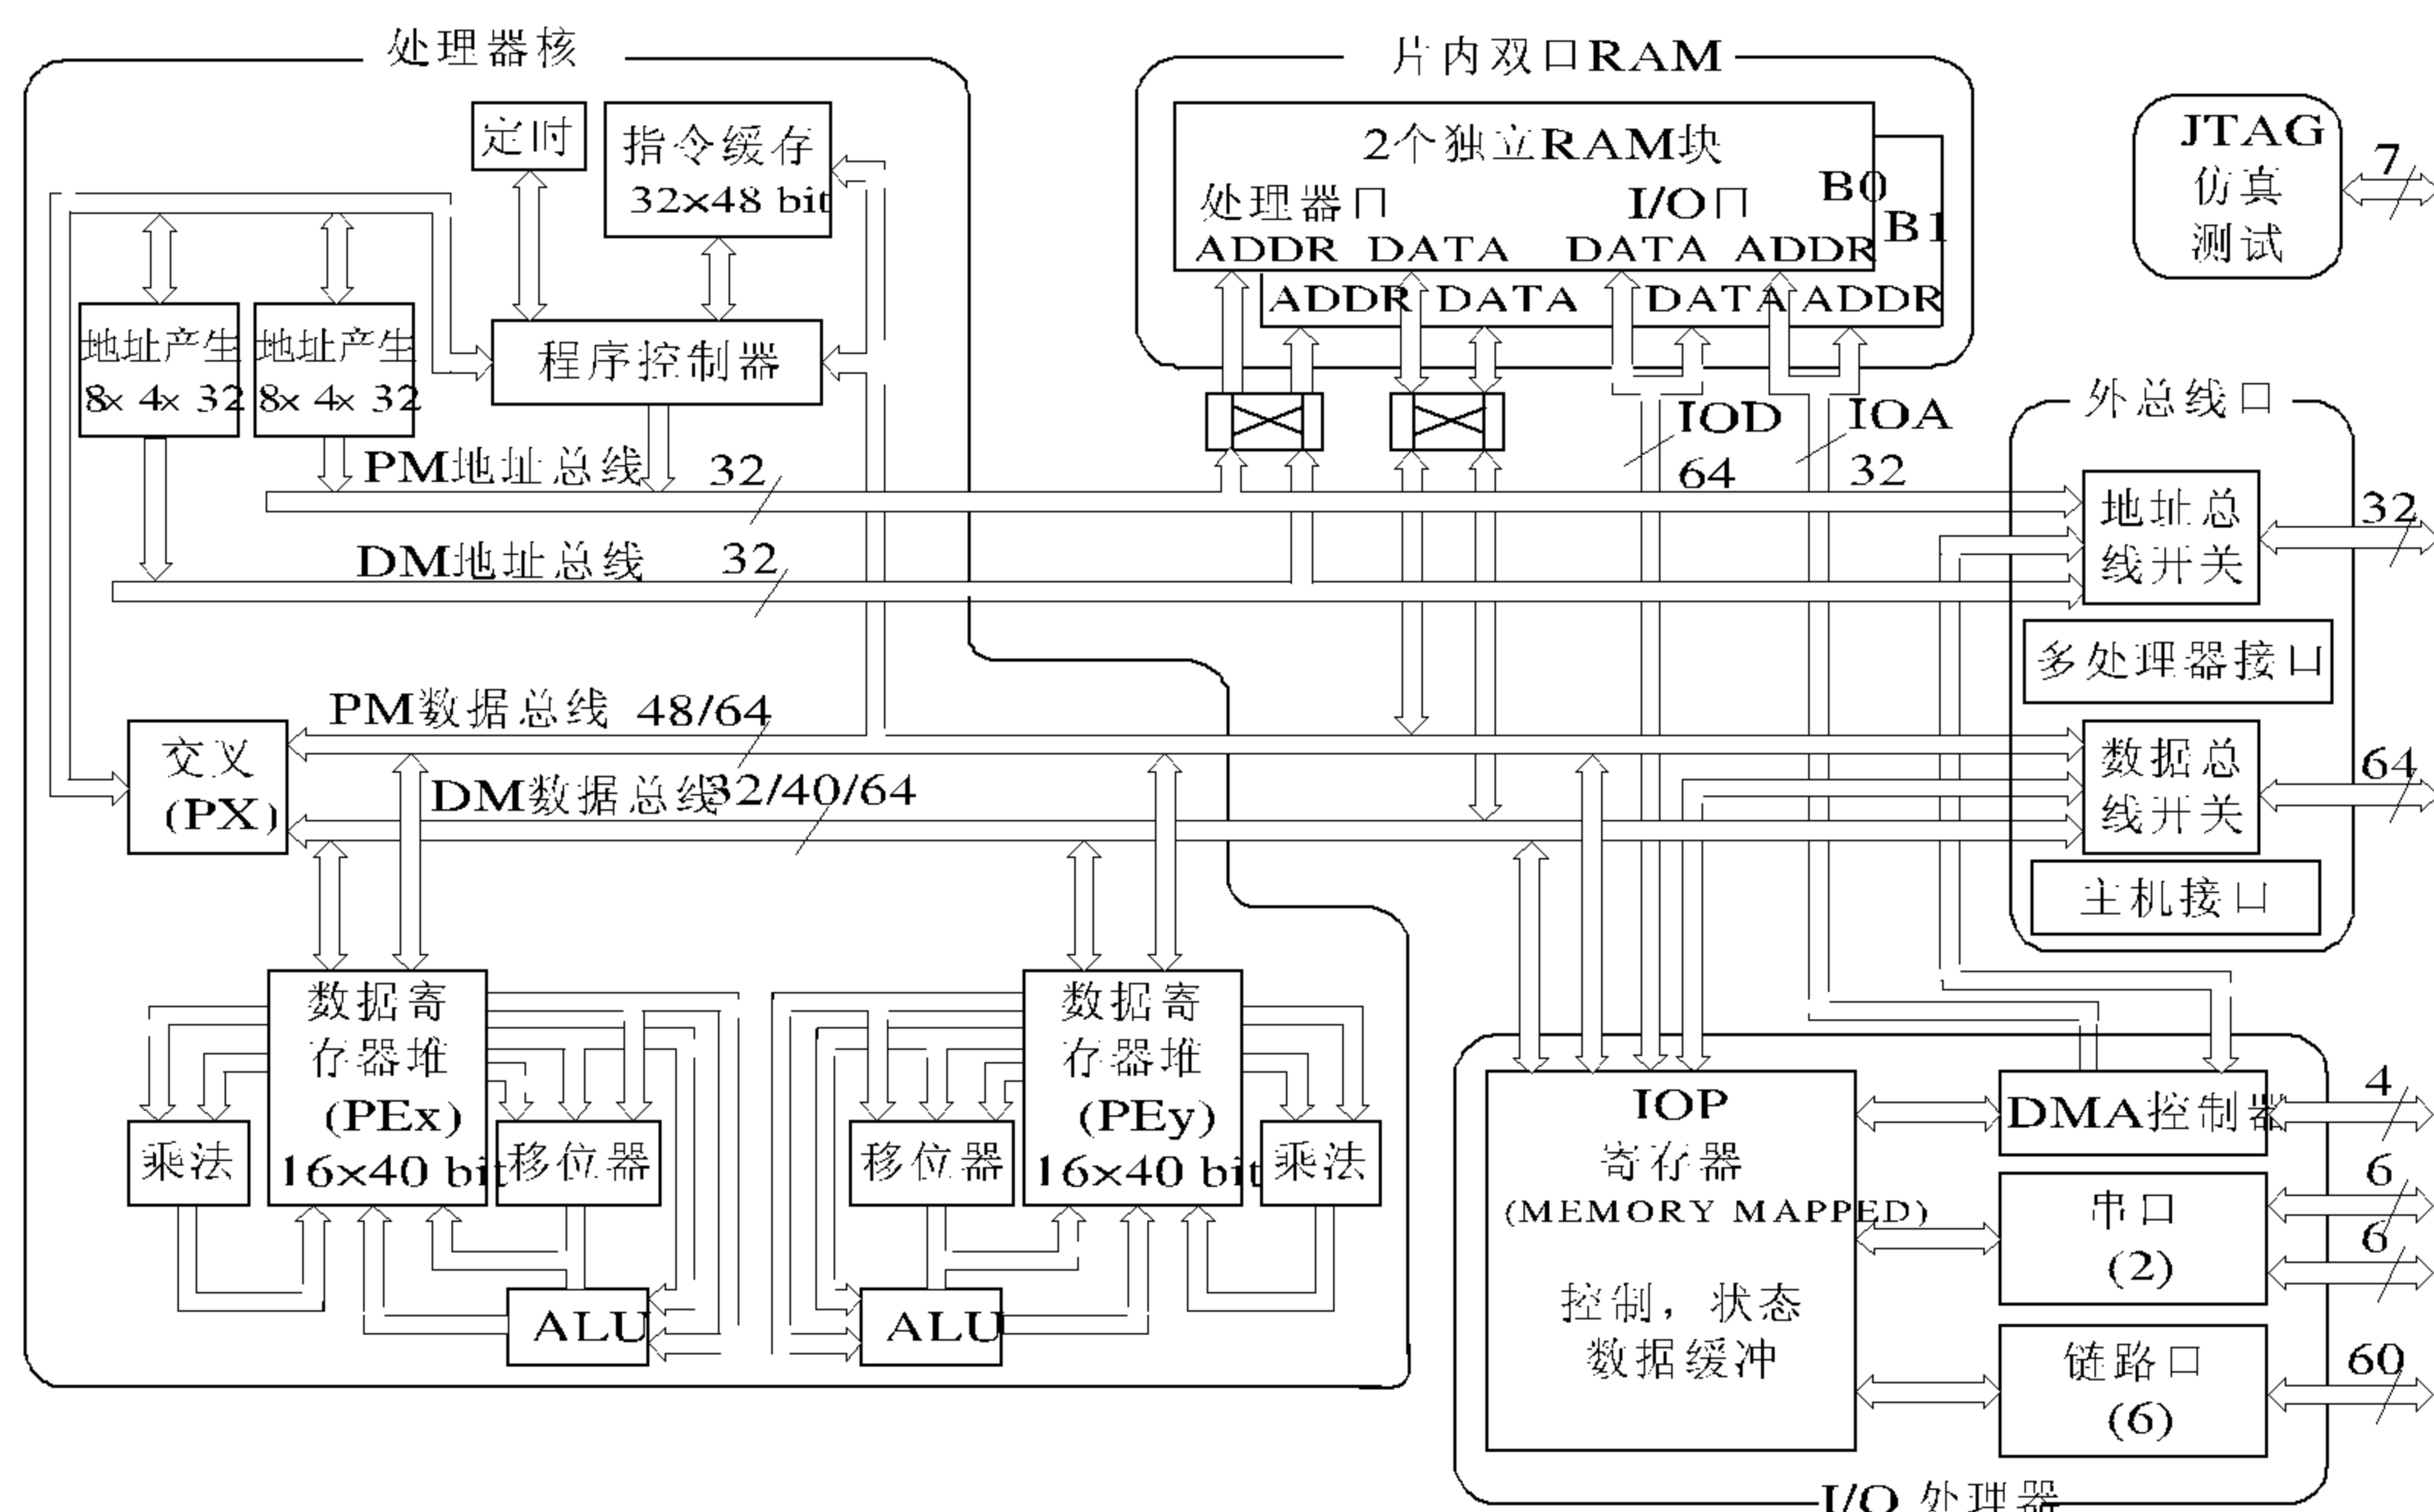 处理器核
片内双口RAM
定时
指令缓存
32×48 bit
2个独立RAM块
处理器口
I/O口
B0
B1
ADDR DATA DATA ADDR
ADDR DATA DATA ADDR
JTAG
仿真
测试
7
地址产生
8× 4× 32
地址产生
8× 4× 32
程序控制器
IOD
64
IOA
32
外总线口
PM地址总线 32
DM地址总线 32
地址总
线开关
32
多处理器接口
PM数据总线 48/64
交叉
(PX)
DM数据总线 32/40/64
数据总
线开关
64
主机接口
数据寄
存器堆
(PEx)
16×40 bit
乘法
移位器
ALU
数据寄
存器堆
(PEy)
16×40 bit
移位器
乘法
ALU
IOP
寄存器
(MEMORY MAPPED)
控制，状态
数据缓冲
DMA控制器
4
串口
(2)
6
6
链路口
(6)
60
I/O 处理器